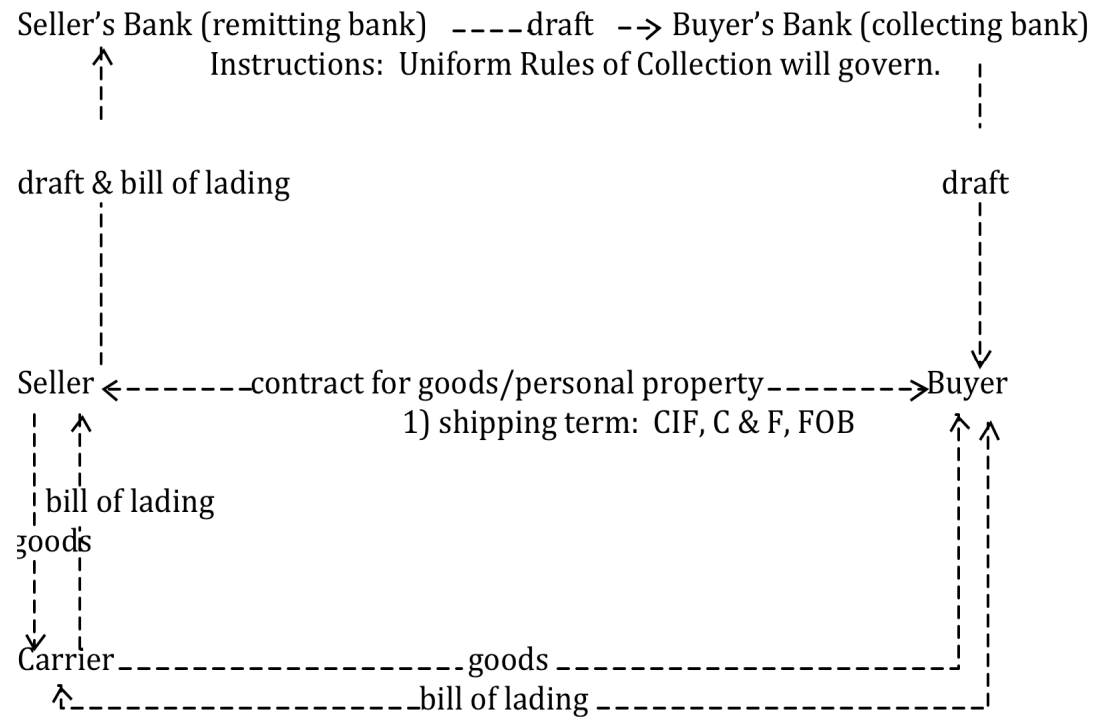 Seller’s Bank (remitting bank) ----draft --> Buyer’s Bank (collecting bank)
Instructions: Uniform Rules of Collection will govern.
draft & bill of lading
draft
Seller <-------contract for goods/personal property-------->Buyer
1) shipping term: CIF, C & F, FOB
bill of lading
goods
Carrier goods
bill of lading